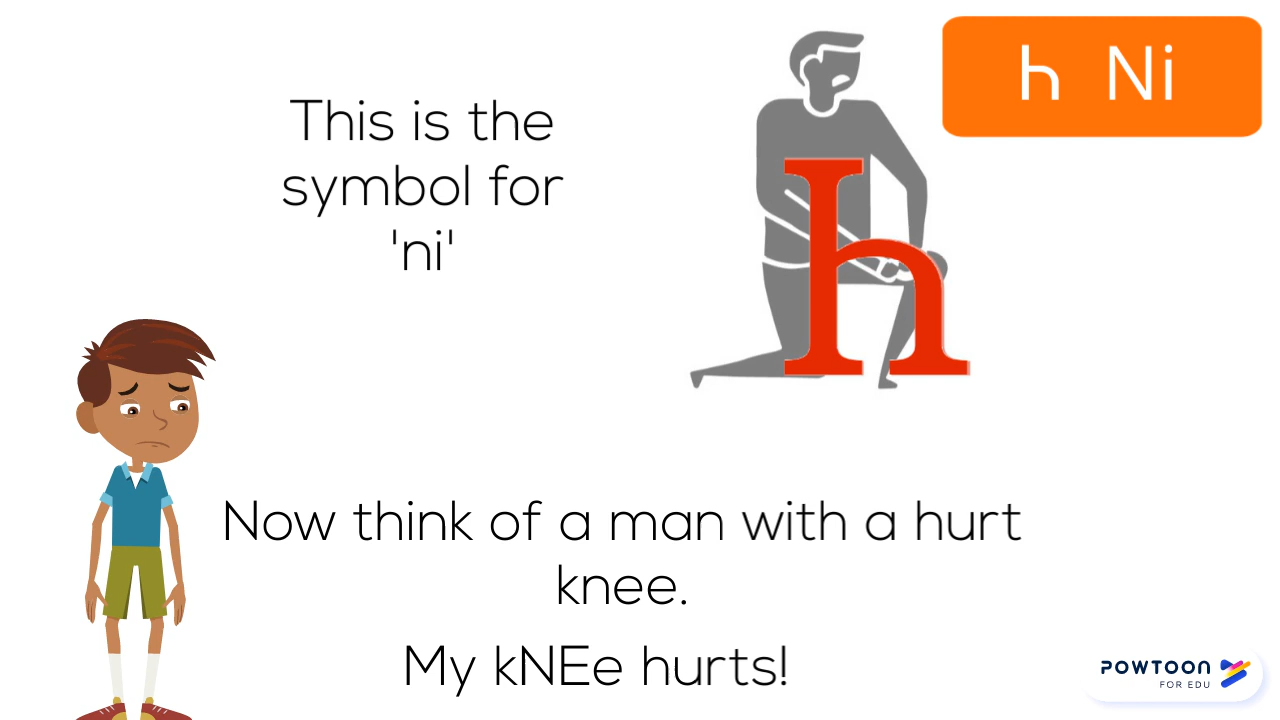 Ꮒ Ni
This is the
symbol for
'ni'
Ꮒ
Now think of a man with a hurt
knee.
My kNEe hurts!
POWTOON
FOR EDU